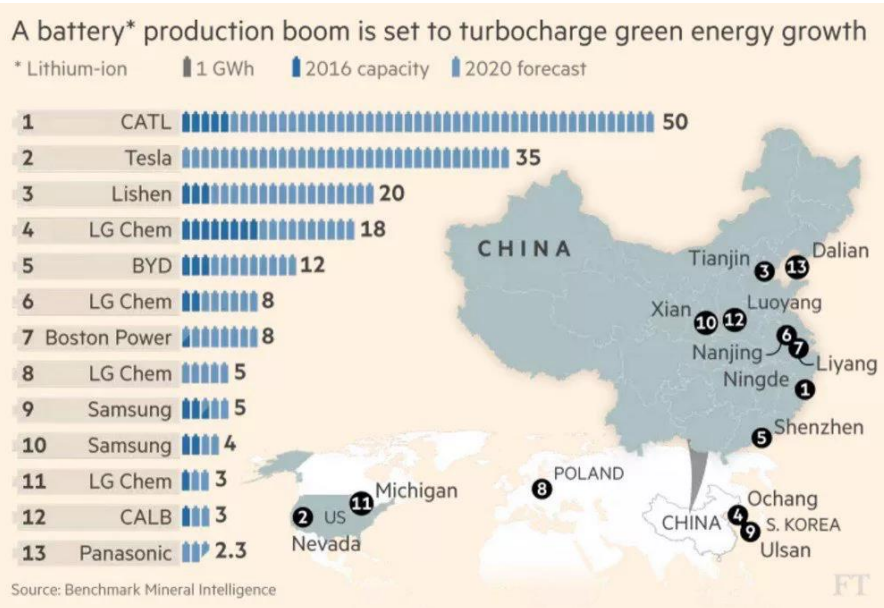 A battery* production boom is set to turbocharge green energy growth
* Lithium-ion 1 GWh 2016 capacity 2020 forecast
1 CATL 50
2 Tesla 35
3 Lishen 20
4 LG Chem 18
5 BYD 12
6 LG Chem 8
7 Boston Power 8
8 LG Chem 5
9 Samsung 5
10 Samsung 4
11 LG Chem 3
12 CALB 3
13 Panasonic 2.3
CHINA
Tianjin 3
13 Dalian
Xian 10
12 Luoyang
Nanjing 6
7 Liyang
Ningde 1
5 Shenzhen
2 US 11 Michigan
Nevada
8 POLAND
CHINA 4 Ochang
9 S. KOREA
Ulsan
Source: Benchmark Mineral Intelligence
FT